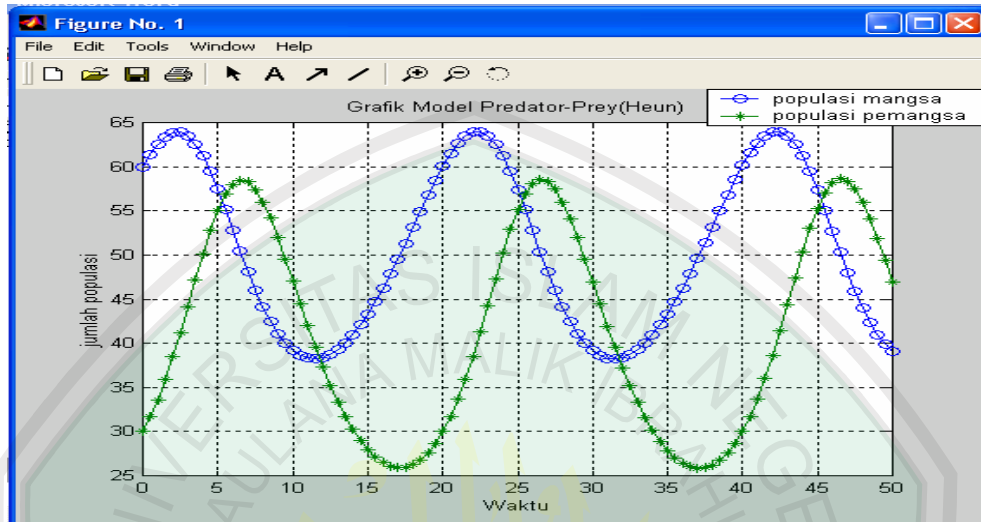 Figure No. 1
File Edit Tools Window Help
A
Grafik Model Predator-Prey(Heun)
populasi mangsa
populasi pemangsa
jumlah populasi
65
60
55
50
45
40
35
30
25
0 5 10 15 20 25 30 35 40 45 50
Waktu